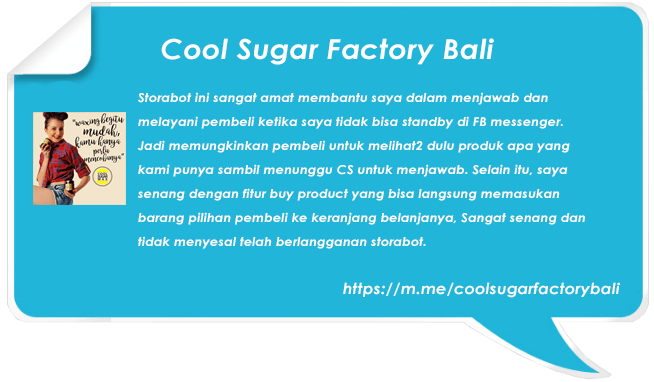 Cool Sugar Factory Bali
Storabot ini sangat amat membantu saya dalam menjawab dan
melayani pembeli ketika saya tidak bisa standby di FB messenger.
Jadi memungkinkan pembeli untuk melihat2 dulu produk apa yang
kami punya sambil menunggu CS untuk menjawab. Selain itu, saya
senang dengan fitur buy product yang bisa langsung memasukan
barang pilihan pembeli ke keranjang belanjanya, Sangat senang dan
tidak menyesal telah berlangganan storabot.
"waxing begitu
mudah,
kamu hanya
perlu
mencobanya"
https://m.me/coolsugarfactorybali